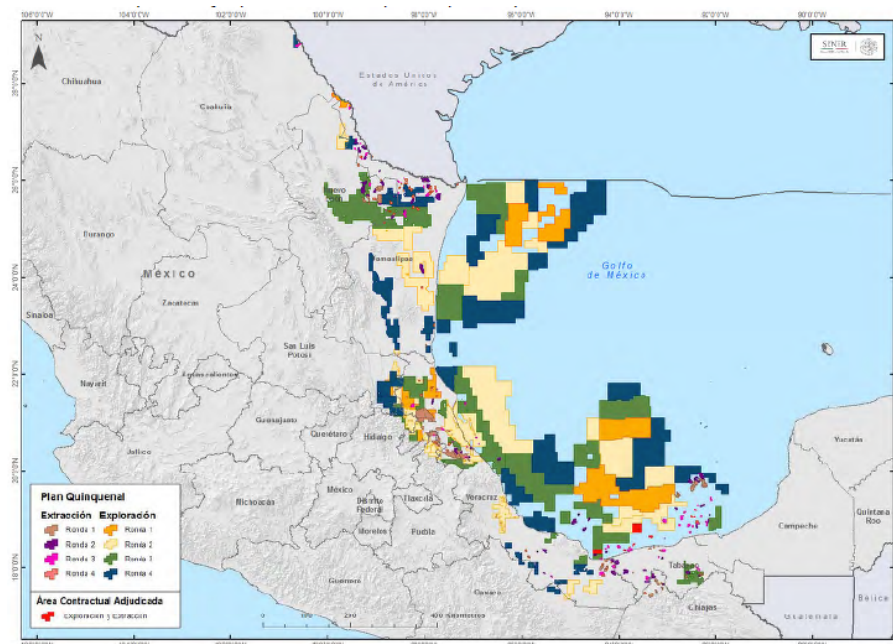 Chihuahua
Coahuila
Estados Unidos
de América
SENER
Durango
Tamaulipas
México
Golfo
de México
Zacatecas
Sinaloa
San Luis
Potosí
Nayarit
Aguascalientes
Guanajuato
Querétaro
Hidalgo
Yucatán
Jalisco
México
Distrito
Federal
Tlaxcala
Veracruz
Quintana
Roo
Michoacán
Morelos
Puebla
Campeche
Guerrero
Oaxaca
Tabasco
Chiapas
Guatemala
Belice
N
Plan Quinquenal
Extracción Exploración
Ronda 1 Ronda 1
Ronda 2 Ronda 2
Ronda 3 Ronda 3
Ronda 4 Ronda 4
Área Contractual Adjudicada
Exploración y Extracción
400 Kilómetros